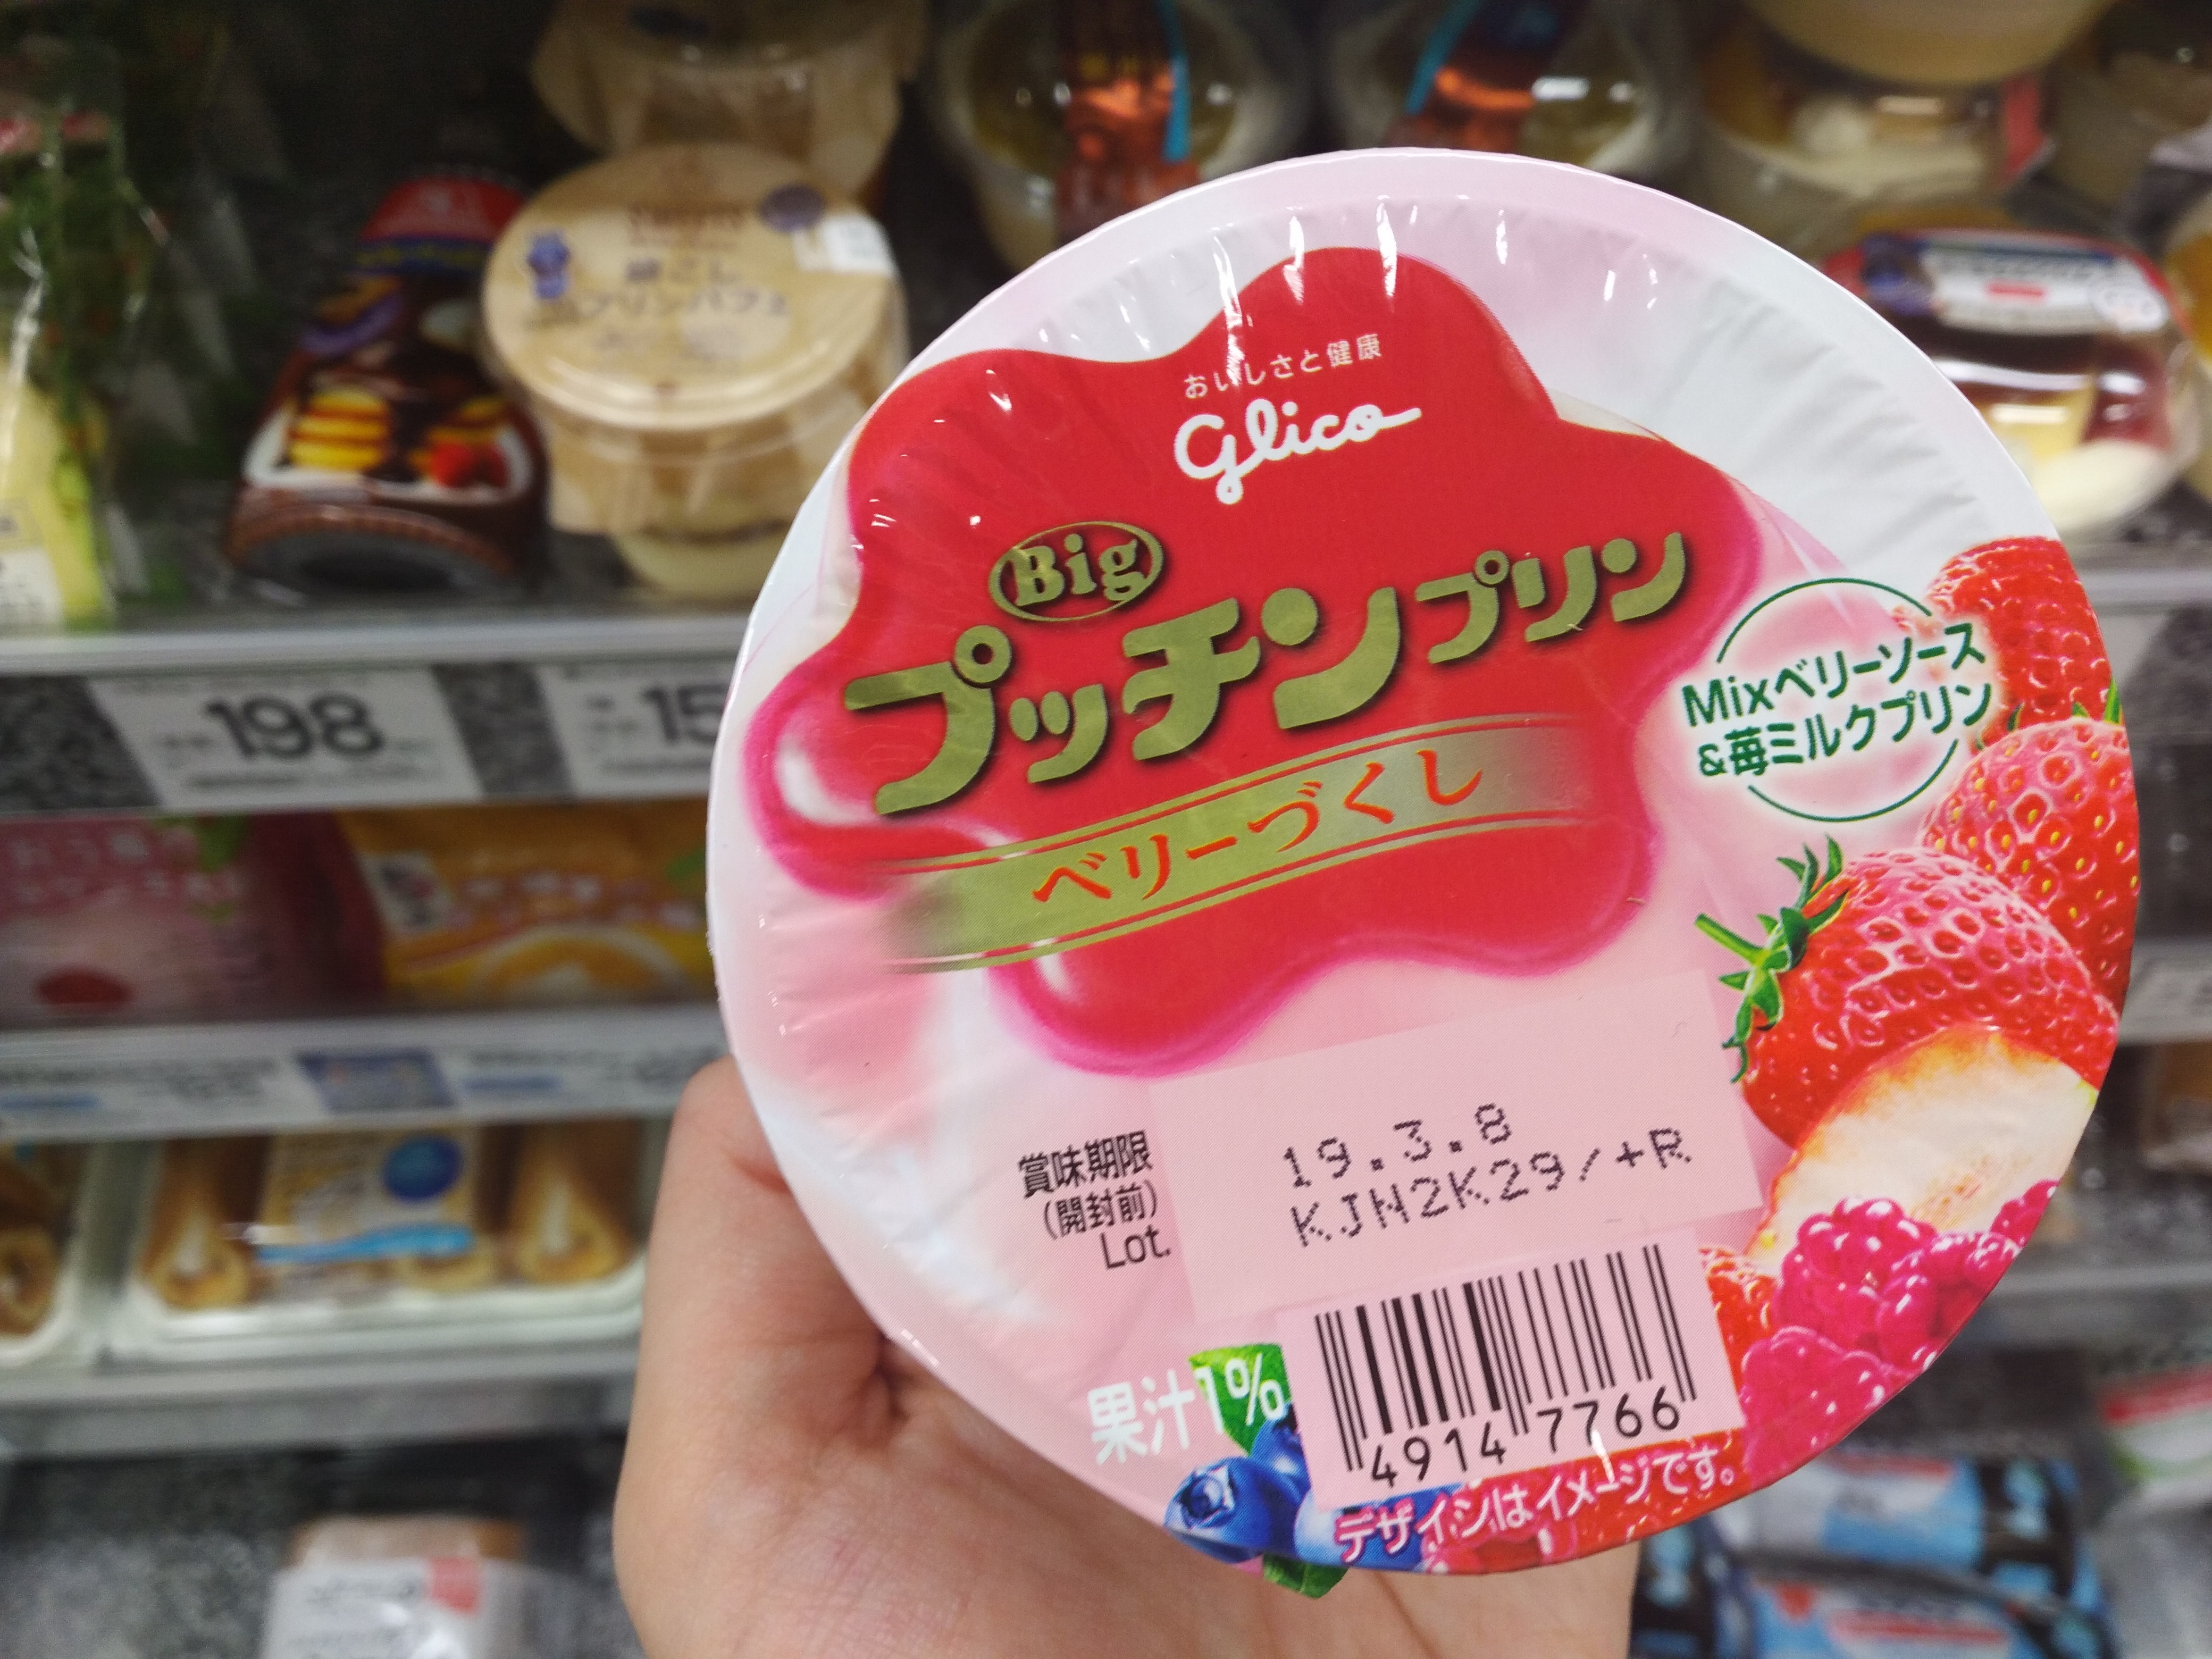 おいしさと健康
Glico
Big
プッチンプリン
ベリーづくし
Mixベリーソース
&苺ミルクプリン
賞味期限
(開封前)
Lot.
19.3.8
KJN2K29/+R
果汁1%
4914 7766
デザインはイメージです。
198
15